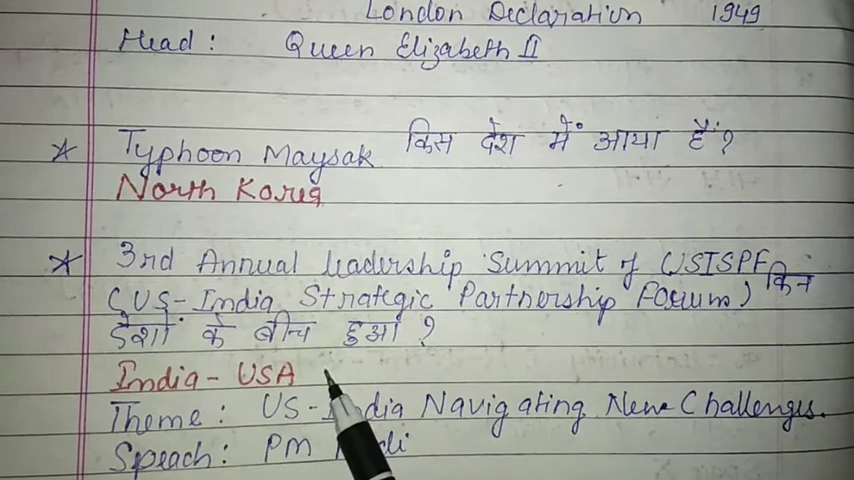 London Declaration 1949
Head: Queen Elizabeth II
* Typhoon Maysak किस देश में आया हैं?
North Korea
* 3rd Annual leadership Summit of USISPF किन
(US-India Strategic Partnership Forum)
देशों के बीच हुआ ?
India - USA
Theme: US-India Navigating New Challenges.
Speach: PM